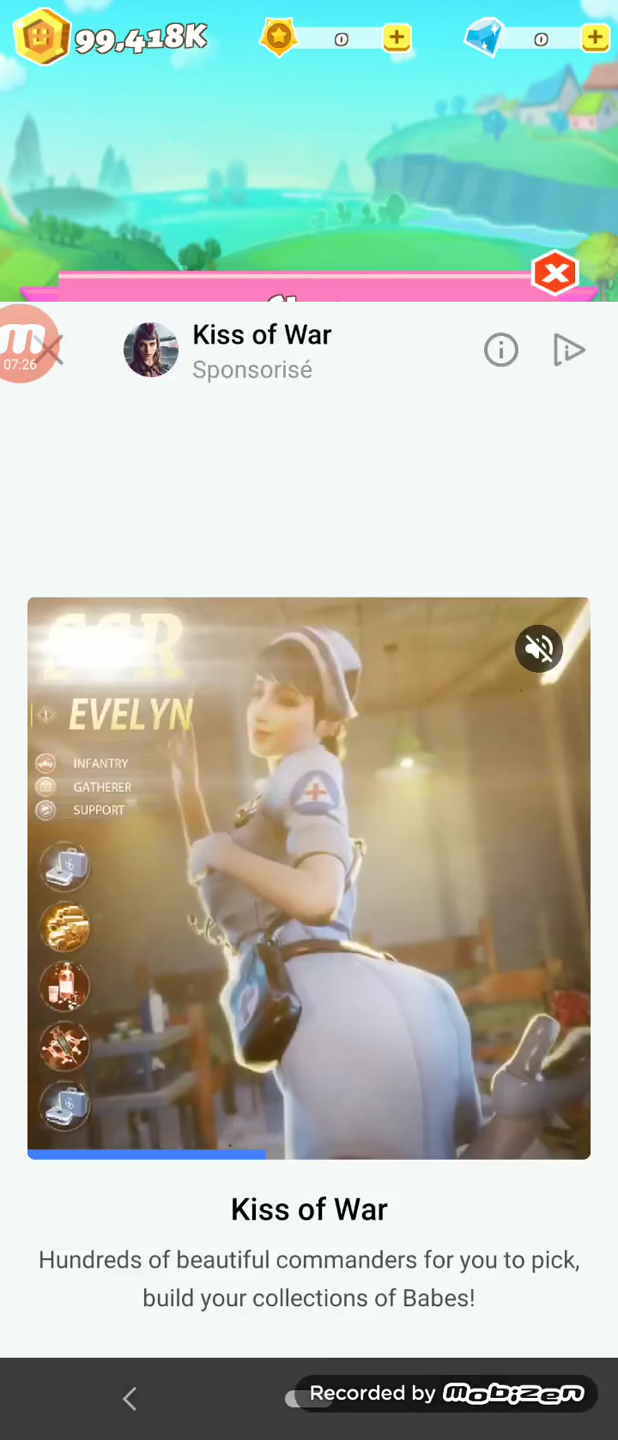 99,418K
0
0
07:26
Kiss of War
Sponsorisé
SSR
EVELYN
INFANTRY
GATHERER
SUPPORT
Kiss of War
Hundreds of beautiful commanders for you to pick,
build your collections of Babes!
Recorded by mobizen